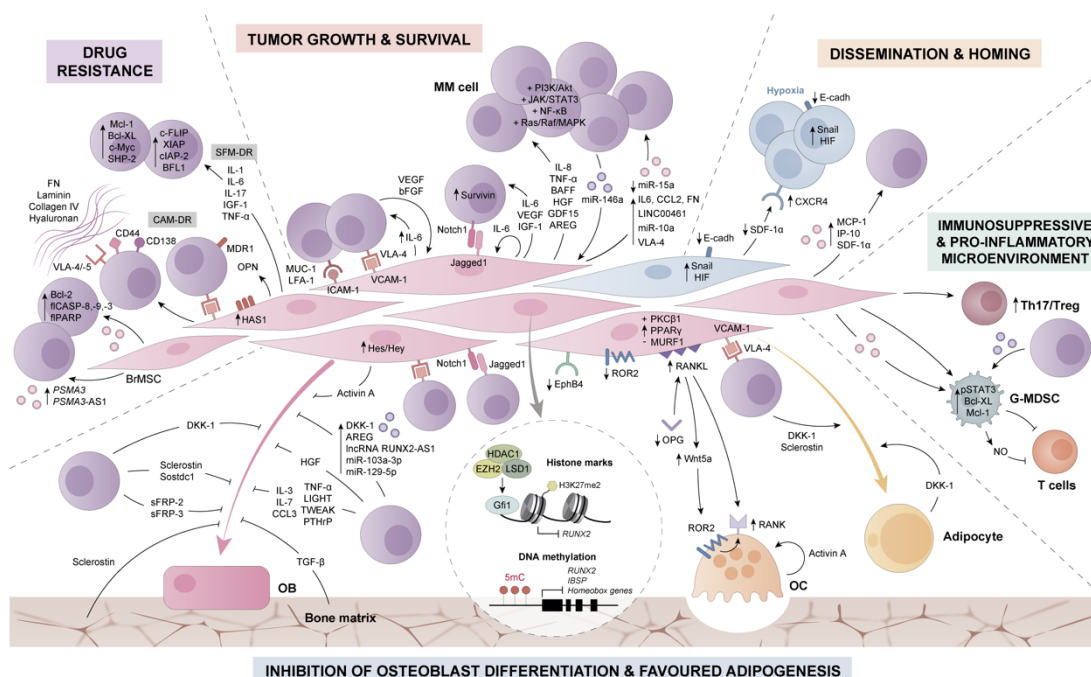 DRUG
RESISTANCE
TUMOR GROWTH & SURVIVAL
DISSEMINATION & HOMING
IMMUNOSUPPRESSIVE
& PRO-INFLAMMATORY
MICROENVIRONMENT
Mcl-1
Bcl-XL
c-Myc
SHP-2
c-FLIP
XIAP
cIAP-2
BFL1
SFM-DR
IL-1
IL-6
IL-17
IGF-1
TNF-α
FN
Laminin
Collagen IV
Hyaluronan
CAM-DR
CD44
CD138
VLA-4/-5
MDR1
OPN
HAS1
Bcl-2
flCASP-8,-9,-3
flPARP
BrMSC
PSMA3
PSMA3-AS1
MUC-1
LFA-1
ICAM-1
VLA-4
VCAM-1
IL-6
VEGF
bFGF
Survivin
Notch1
Jagged1
IL-6
IL-6
VEGF
IGF-1
MM cell
+ PI3K/Akt
+ JAK/STAT3
+ NF-κB
+ Ras/Raf/MAPK
IL-8
TNF-α
BAFF
HGF
GDF15
AREG
miR-146a
miR-15a
IL6, CCL2, FN
LINC00461
miR-10a
VLA-4
Hypoxia
E-cadh
Snail
HIF
CXCR4
SDF-1α
E-cadh
Snail
HIF
MCP-1
IP-10
SDF-1α
Th17/Treg
pSTAT3
Bcl-XL
Mcl-1
G-MDSC
NO
T cells
Hes/Hey
Notch1
Jagged1
Activin A
+ PKCβ1
PPARγ
- MURF1
VCAM-1
VLA-4
EphB4
ROR2
RANKL
OPG
Wnt5a
DKK-1
Sclerostin
DKK-1
Adipocyte
DKK-1
Sclerostin
Sostdc1
sFRP-2
sFRP-3
Sclerostin
DKK-1
AREG
lncRNA RUNX2-AS1
miR-103a-3p
miR-129-5p
HGF
IL-3
IL-7
CCL3
TNF-α
LIGHT
TWEAK
PTHrP
TGF-β
OB
Bone matrix
HDAC1
EZH2
LSD1
Gfi1
Histone marks
H3K27me2
RUNX2
DNA methylation
5mC
RUNX2
IBSP
Homeobox genes
ROR2
RANK
Activin A
OC
INHIBITION OF OSTEOBLAST DIFFERENTIATION & FAVOURED ADIPOGENESIS